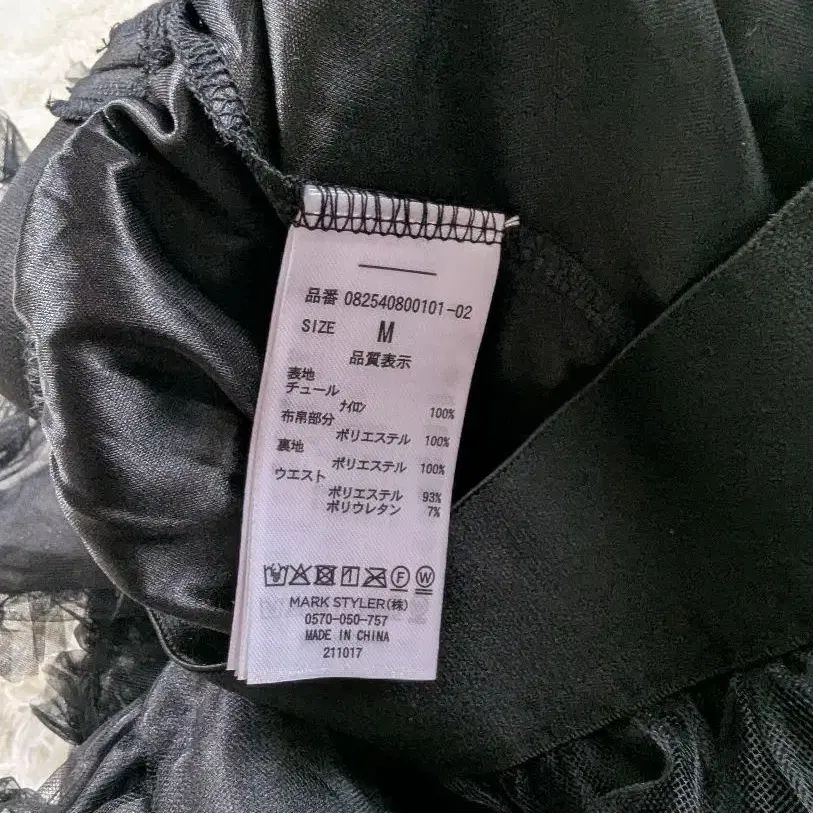 品番 082540800101-02
SIZE M
品質表示
表地
チュール
ﾅｲﾛﾝ 100%
布帛部分
ポリエステル 100%
裏地
ポリエステル 100%
ウエスト
ポリエステル 93%
ポリウレタン 7%
F W
MARK STYLER(株)
0570-050-757
MADE IN CHINA
211017